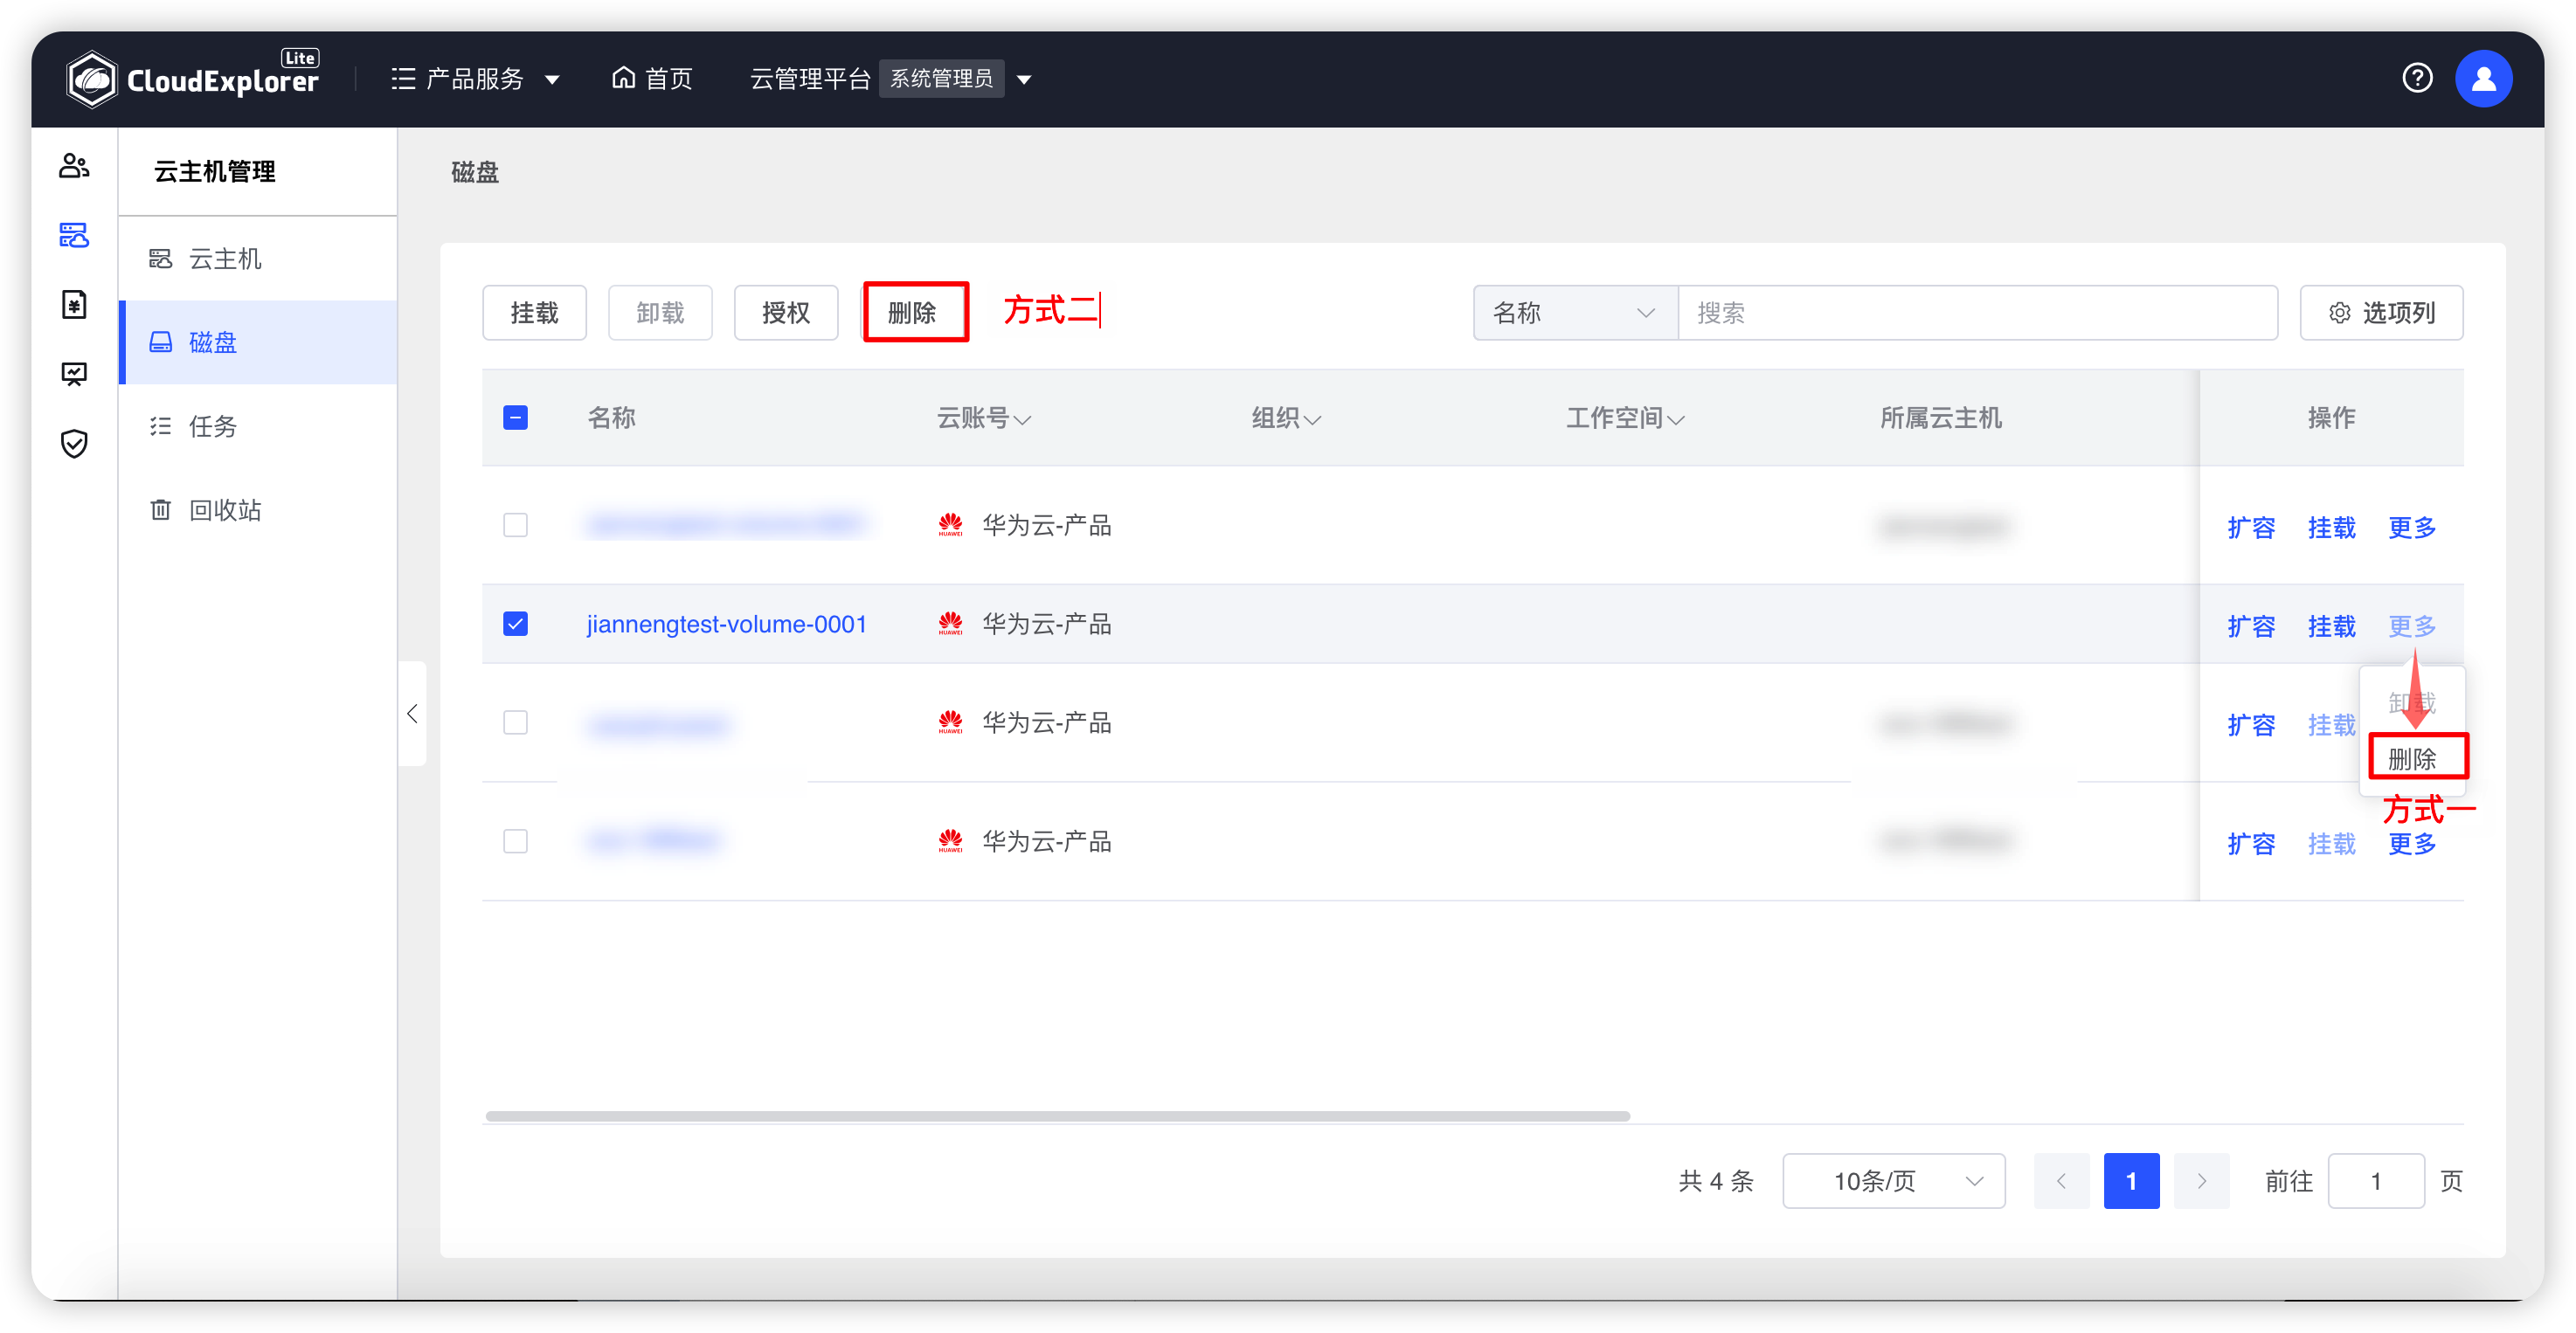 CloudExplorer Lite
产品服务
首页
云管理平台 系统管理员
云主机管理
云主机
磁盘
任务
回收站
磁盘
挂载 卸载 授权 删除 方式二
名称 搜索 选项列
名称 云账号 组织 工作空间 所属云主机 操作
HUAWEI 华为云-产品 扩容 挂载 更多
jiannengtest-volume-0001 HUAWEI 华为云-产品 扩容 挂载 更多
卸载
HUAWEI 华为云-产品 扩容 挂载
删除
方式一
HUAWEI 华为云-产品 扩容 挂载 更多
共 4 条 10条/页 1 前往 1 页